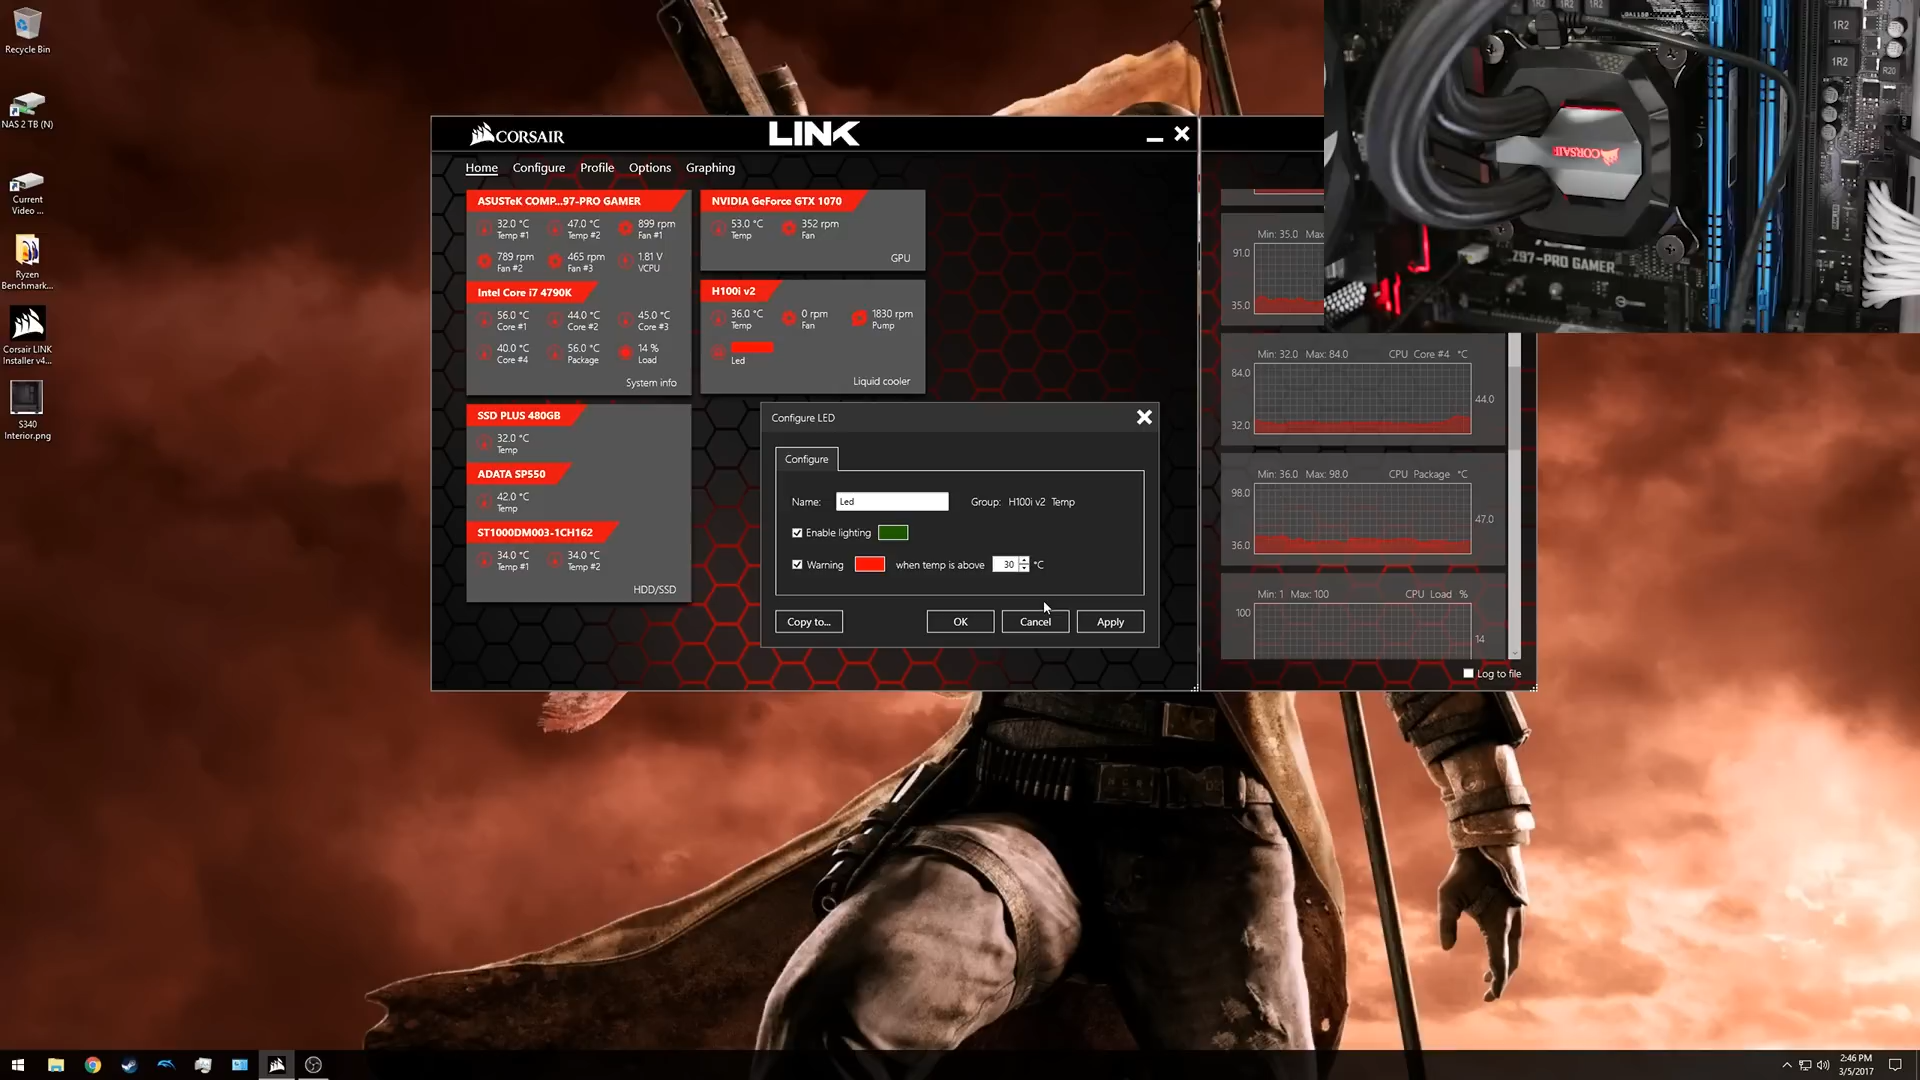 Recycle Bin
NAS 2 TB (N)
Current
Video ...
Ryzen
Benchmark...
Corsair LINK
Installer v4...
S340
Interior.png
CORSAIR
LINK
Home Configure Profile Options Graphing
ASUSTeK COMP...97-PRO GAMER
32.0 °C 47.0 °C 899 rpm
Temp #1 Temp #2 Fan #1
789 rpm 465 rpm 1.81 V
Fan #2 Fan #3 VCPU
Intel Core i7 4790K
56.0 °C 44.0 °C 45.0 °C
Core #1 Core #2 Core #3
40.0 °C 56.0 °C 14 %
Core #4 Package Load
System info
SSD PLUS 480GB
32.0 °C
Temp
ADATA SP550
42.0 °C
Temp
ST1000DM003-1CH162
34.0 °C 34.0 °C
Temp #1 Temp #2
HDD/SSD
NVIDIA GeForce GTX 1070
53.0 °C 352 rpm
Temp Fan
GPU
H100i v2
36.0 °C 0 rpm 1830 rpm
Temp Fan Pump
Led
Liquid cooler
Configure LED
Configure
Name: Led Group: H100i v2 Temp
Enable lighting
Warning when temp is above 30 °C
Copy to... OK Cancel Apply
Min: 35.0 Max
91.0
35.0
Min: 32.0 Max: 84.0 CPU Core #4 °C
84.0
44.0
32.0
Min: 36.0 Max: 98.0 CPU Package °C
98.0
47.0
36.0
Min: 1 Max: 100 CPU Load %
100
14
Log to file
1R2 1R2 1R2
1R2
1R2
R20
CORSAIR
Z97-PRO GAMER
2:46 PM
3/5/2017